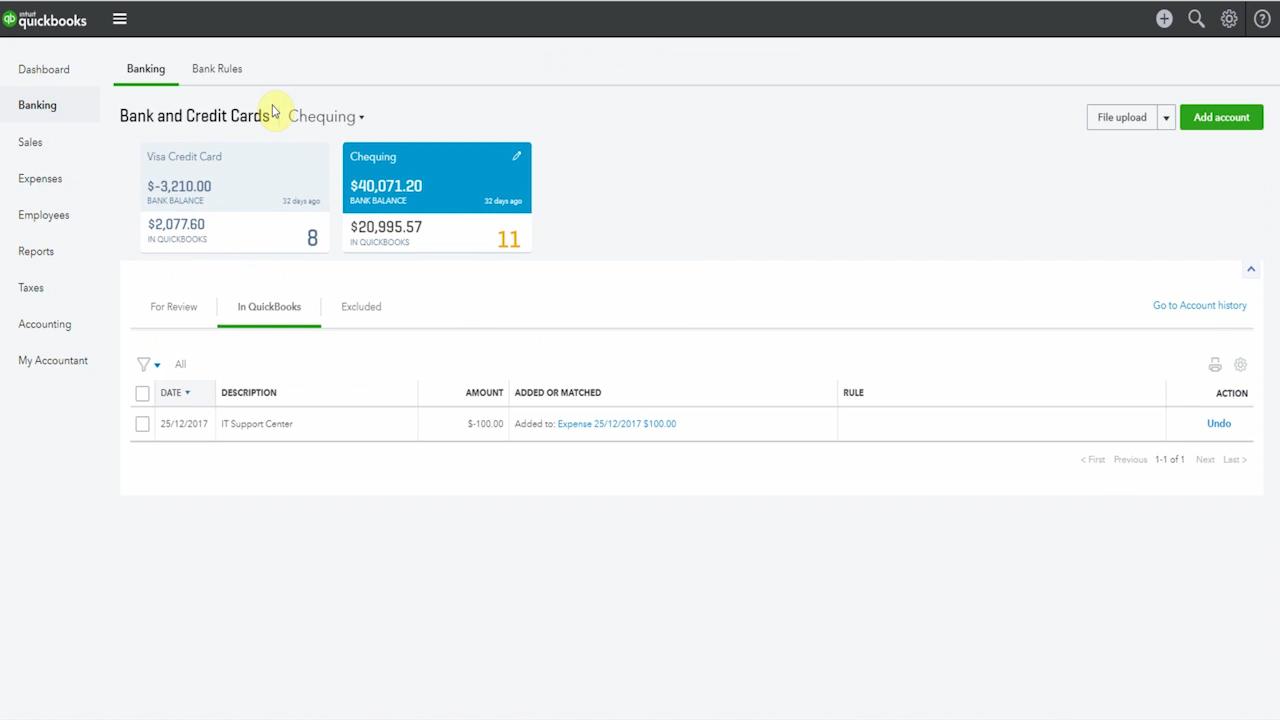 qb intuit quickbooks
Dashboard
Banking
Sales
Expenses
Employees
Reports
Taxes
Accounting
My Accountant
Banking Bank Rules
Bank and Credit Cards Chequing
File upload Add account
Visa Credit Card
$-3,210.00
BANK BALANCE 32 days ago
$2,077.60
IN QUICKBOOKS 8
Chequing
$40,071.20
BANK BALANCE 32 days ago
$20,995.57
IN QUICKBOOKS 11
For Review In QuickBooks Excluded Go to Account history
All
DATE DESCRIPTION AMOUNT ADDED OR MATCHED RULE ACTION
25/12/2017 IT Support Center $-100.00 Added to: Expense 25/12/2017 $100.00 Undo
< First Previous 1-1 of 1 Next Last >